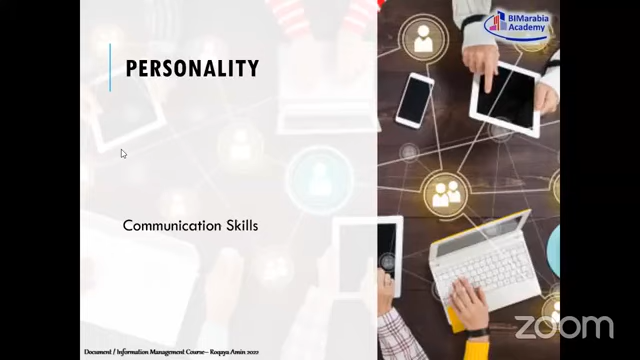 BIMarabia
Academy
PERSONALITY
Communication Skills
Document / Information Management Course– Roqaya Amin 2022
zoom